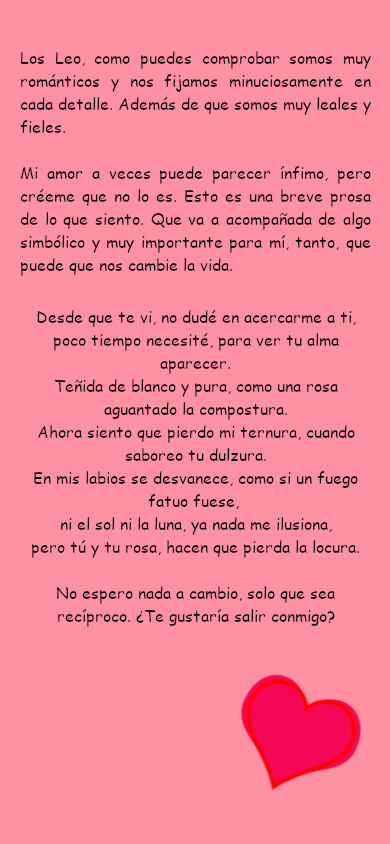 Los Leo, como puedes comprobar somos muy
románticos y nos fijamos minuciosamente en
cada detalle. Además de que somos muy leales y
fieles.
Mi amor a veces puede parecer ínfimo, pero
créeme que no lo es. Esto es una breve prosa
de lo que siento. Que va a acompañada de algo
simbólico y muy importante para mí, tanto, que
puede que nos cambie la vida.
Desde que te vi, no dudé en acercarme a ti,
poco tiempo necesité, para ver tu alma
aparecer.
Teñida de blanco y pura, como una rosa
aguantado la compostura.
Ahora siento que pierdo mi ternura, cuando
saboreo tu dulzura.
En mis labios se desvanece, como si un fuego
fatuo fuese,
ni el sol ni la luna, ya nada me ilusiona,
pero tú y tu rosa, hacen que pierda la locura.
No espero nada a cambio, solo que sea
recíproco. ¿Te gustaría salir conmigo?